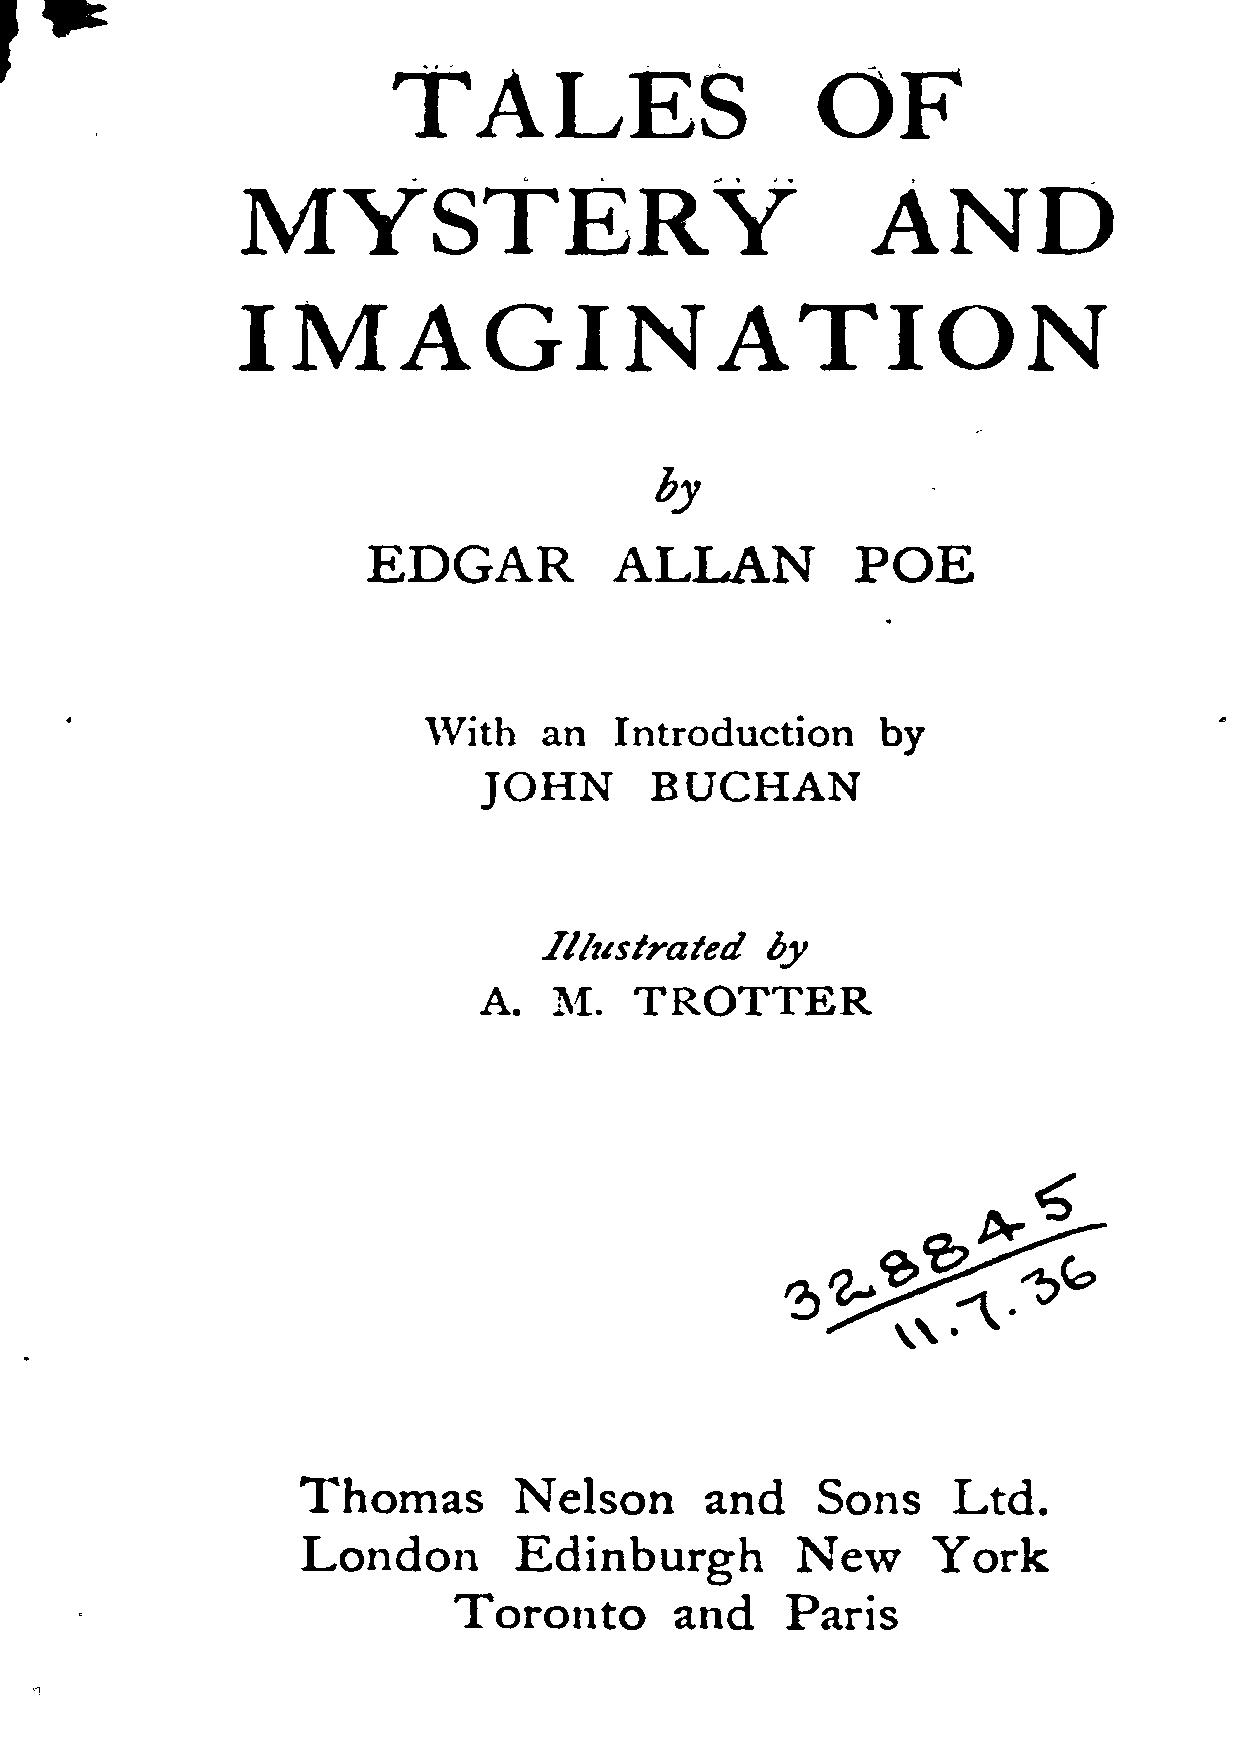 TALES OF
MYSTERY AND
IMAGINATION
by
EDGAR ALLAN POE
With an Introduction by
JOHN BUCHAN
Illustrated by
A. M. TROTTER
328845
11.7.36
Thomas Nelson and Sons Ltd.
London Edinburgh New York
Toronto and Paris